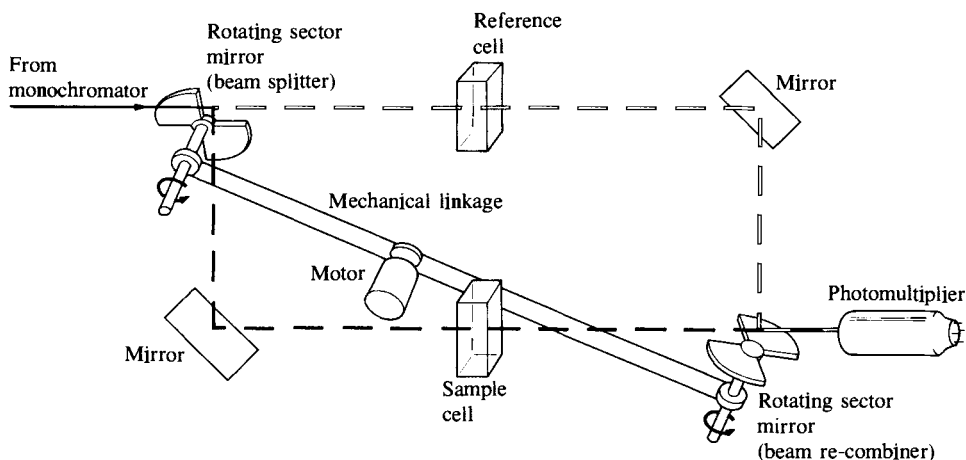 Rotating sector
mirror
(beam splitter)
From
monochromator
Reference
cell
Mirror
Mechanical linkage
Motor
Mirror
Sample
cell
Photomultiplier
Rotating sector
mirror
(beam re-combiner)